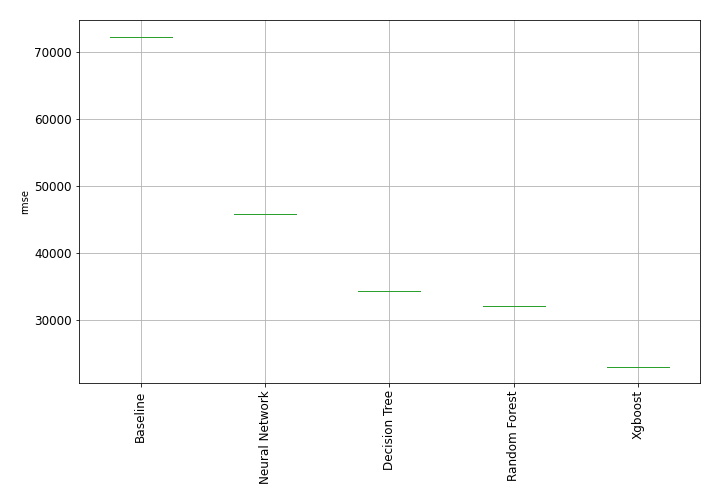 70000
60000
50000
40000
30000
rmse
Baseline
Neural Network
Decision Tree
Random Forest
Xgboost